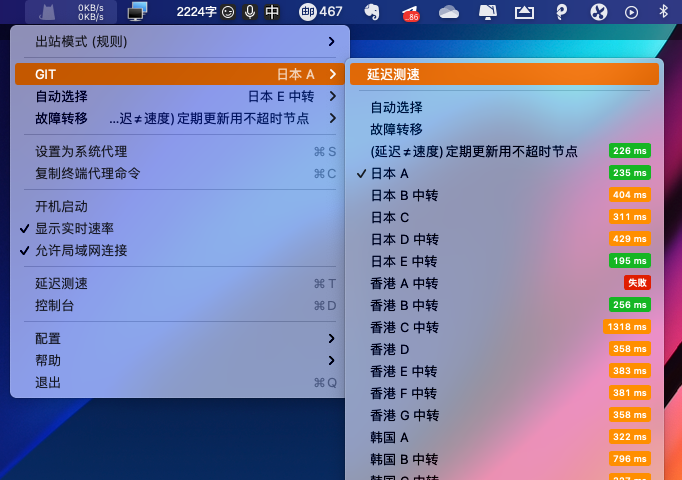 0KB/s
0KB/s
2224字
中
邮 467
..86
出站模式 (规则)
GIT 日本 A
自动选择 日本 E 中转
故障转移 ...迟≠速度) 定期更新用不超时节点
设置为系统代理 ⌘S
复制终端代理命令 ⌘C
开机启动
✓ 显示实时速率
✓ 允许局域网连接
延迟测速 ⌘T
控制台 ⌘D
配置
帮助
退出 ⌘Q
延迟测速
自动选择
故障转移
(延迟≠速度) 定期更新用不超时节点 226 ms
✓ 日本 A 235 ms
日本 B 中转 404 ms
日本 C 311 ms
日本 D 中转 429 ms
日本 E 中转 195 ms
香港 A 中转 失败
香港 B 中转 256 ms
香港 C 中转 1318 ms
香港 D 358 ms
香港 E 中转 383 ms
香港 F 中转 381 ms
香港 G 中转 358 ms
韩国 A 322 ms
韩国 B 中转 796 ms